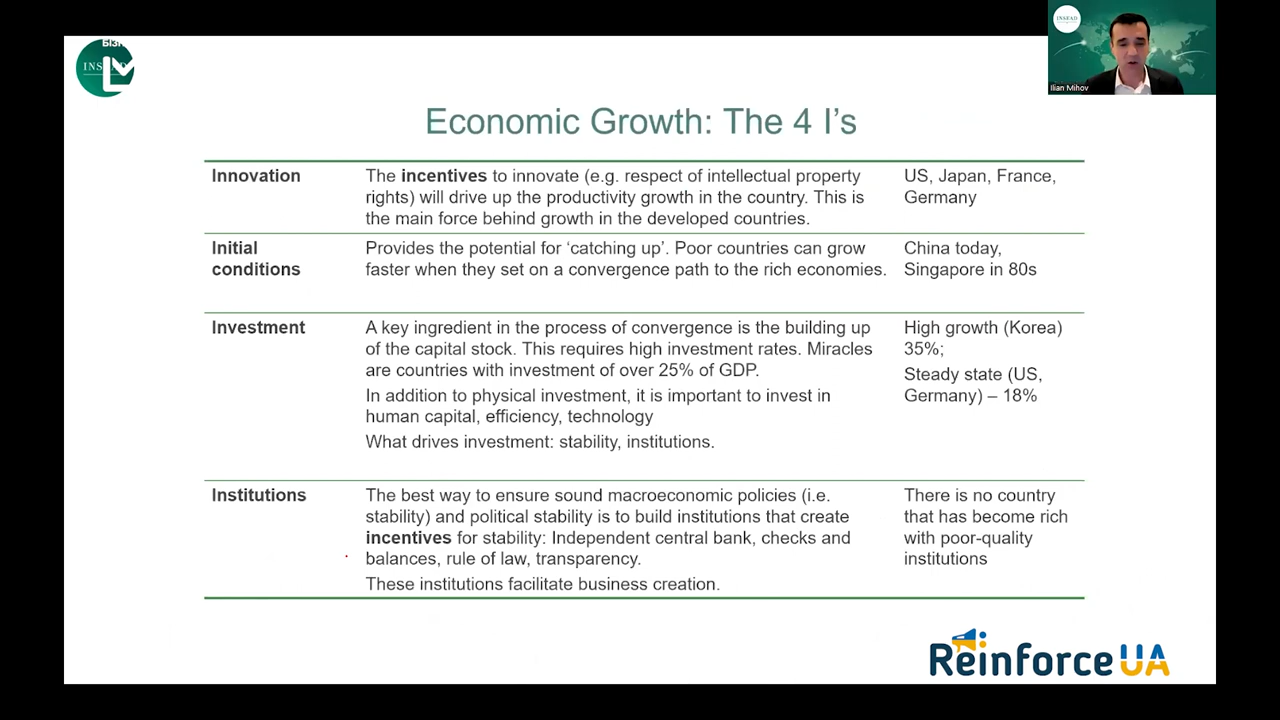 БІЗН
INSEAD
INSEAD
Ilian Mihov
Economic Growth: The 4 I's
Innovation
The incentives to innovate (e.g. respect of intellectual property
rights) will drive up the productivity growth in the country. This is
the main force behind growth in the developed countries.
US, Japan, France,
Germany
Initial
conditions
Provides the potential for ‘catching up’. Poor countries can grow
faster when they set on a convergence path to the rich economies.
China today,
Singapore in 80s
Investment
A key ingredient in the process of convergence is the building up
of the capital stock. This requires high investment rates. Miracles
are countries with investment of over 25% of GDP.
In addition to physical investment, it is important to invest in
human capital, efficiency, technology
What drives investment: stability, institutions.
High growth (Korea)
35%;
Steady state (US,
Germany) – 18%
Institutions
The best way to ensure sound macroeconomic policies (i.e.
stability) and political stability is to build institutions that create
incentives for stability: Independent central bank, checks and
balances, rule of law, transparency.
These institutions facilitate business creation.
There is no country
that has become rich
with poor-quality
institutions
Reinforce UA